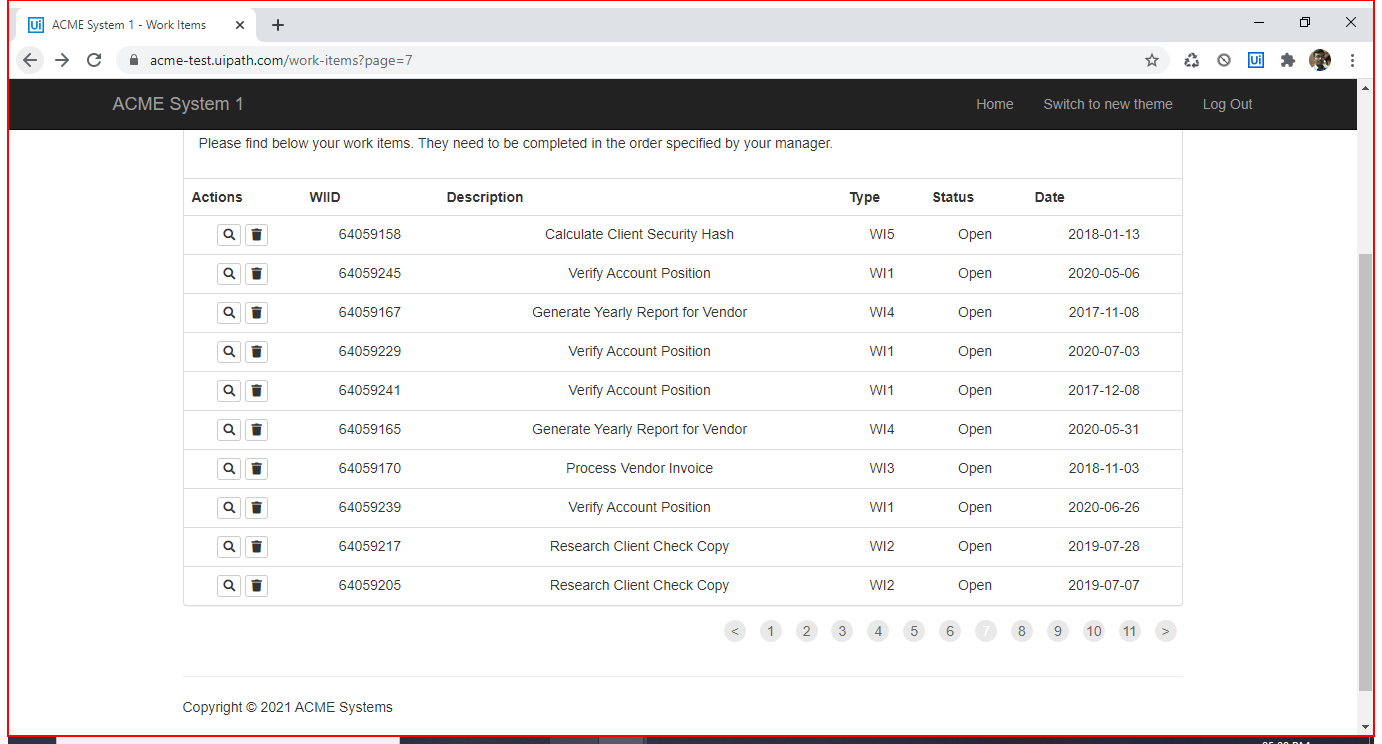 Ui ACME System 1 - Work Items
acme-test.uipath.com/work-items?page=7
Ui
ACME System 1 Home Switch to new theme Log Out
Please find below your work items. They need to be completed in the order specified by your manager.
Actions WIID Description Type Status Date
64059158 Calculate Client Security Hash WI5 Open 2018-01-13
64059245 Verify Account Position WI1 Open 2020-05-06
64059167 Generate Yearly Report for Vendor WI4 Open 2017-11-08
64059229 Verify Account Position WI1 Open 2020-07-03
64059241 Verify Account Position WI1 Open 2017-12-08
64059165 Generate Yearly Report for Vendor WI4 Open 2020-05-31
64059170 Process Vendor Invoice WI3 Open 2018-11-03
64059239 Verify Account Position WI1 Open 2020-06-26
64059217 Research Client Check Copy WI2 Open 2019-07-28
64059205 Research Client Check Copy WI2 Open 2019-07-07
< 1 2 3 4 5 6 7 8 9 10 11 >
Copyright © 2021 ACME Systems